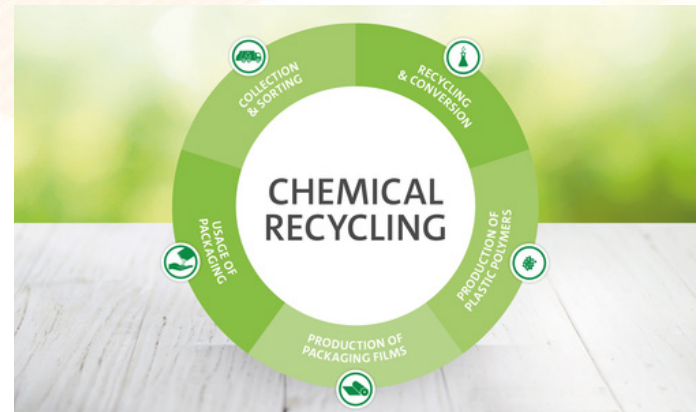 CHEMICAL
RECYCLING
COLLECTION
& SORTING
RECYCLING
& CONVERSION
PRODUCTION OF
PLASTIC POLYMERS
PRODUCTION OF
PACKAGING FILMS
USAGE OF
PACKAGING